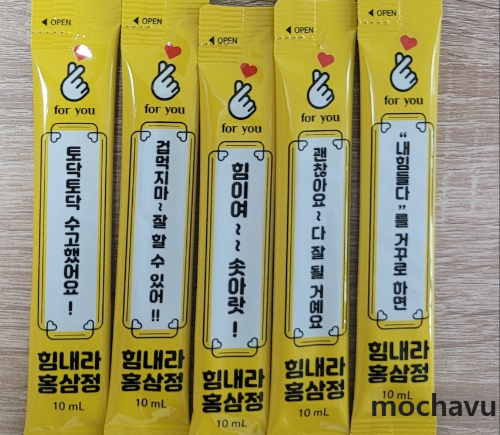 OPEN
for you
토닥토닥 수고했어요!
힘내라
홍삼정
10 mL
OPEN
for you
겁먹지마~잘 할 수 있어!!
힘내라
홍삼정
10 mL
OPEN
for you
힘이여~~솟아랏!
힘내라
홍삼정
10 mL
OPEN
for you
괜찮아요~다 잘 될 거예요
힘내라
홍삼정
10 mL
OPEN
for you
"내힘들다"를 거꾸로 하면
힘내라
홍삼정
10 mL
mochavu